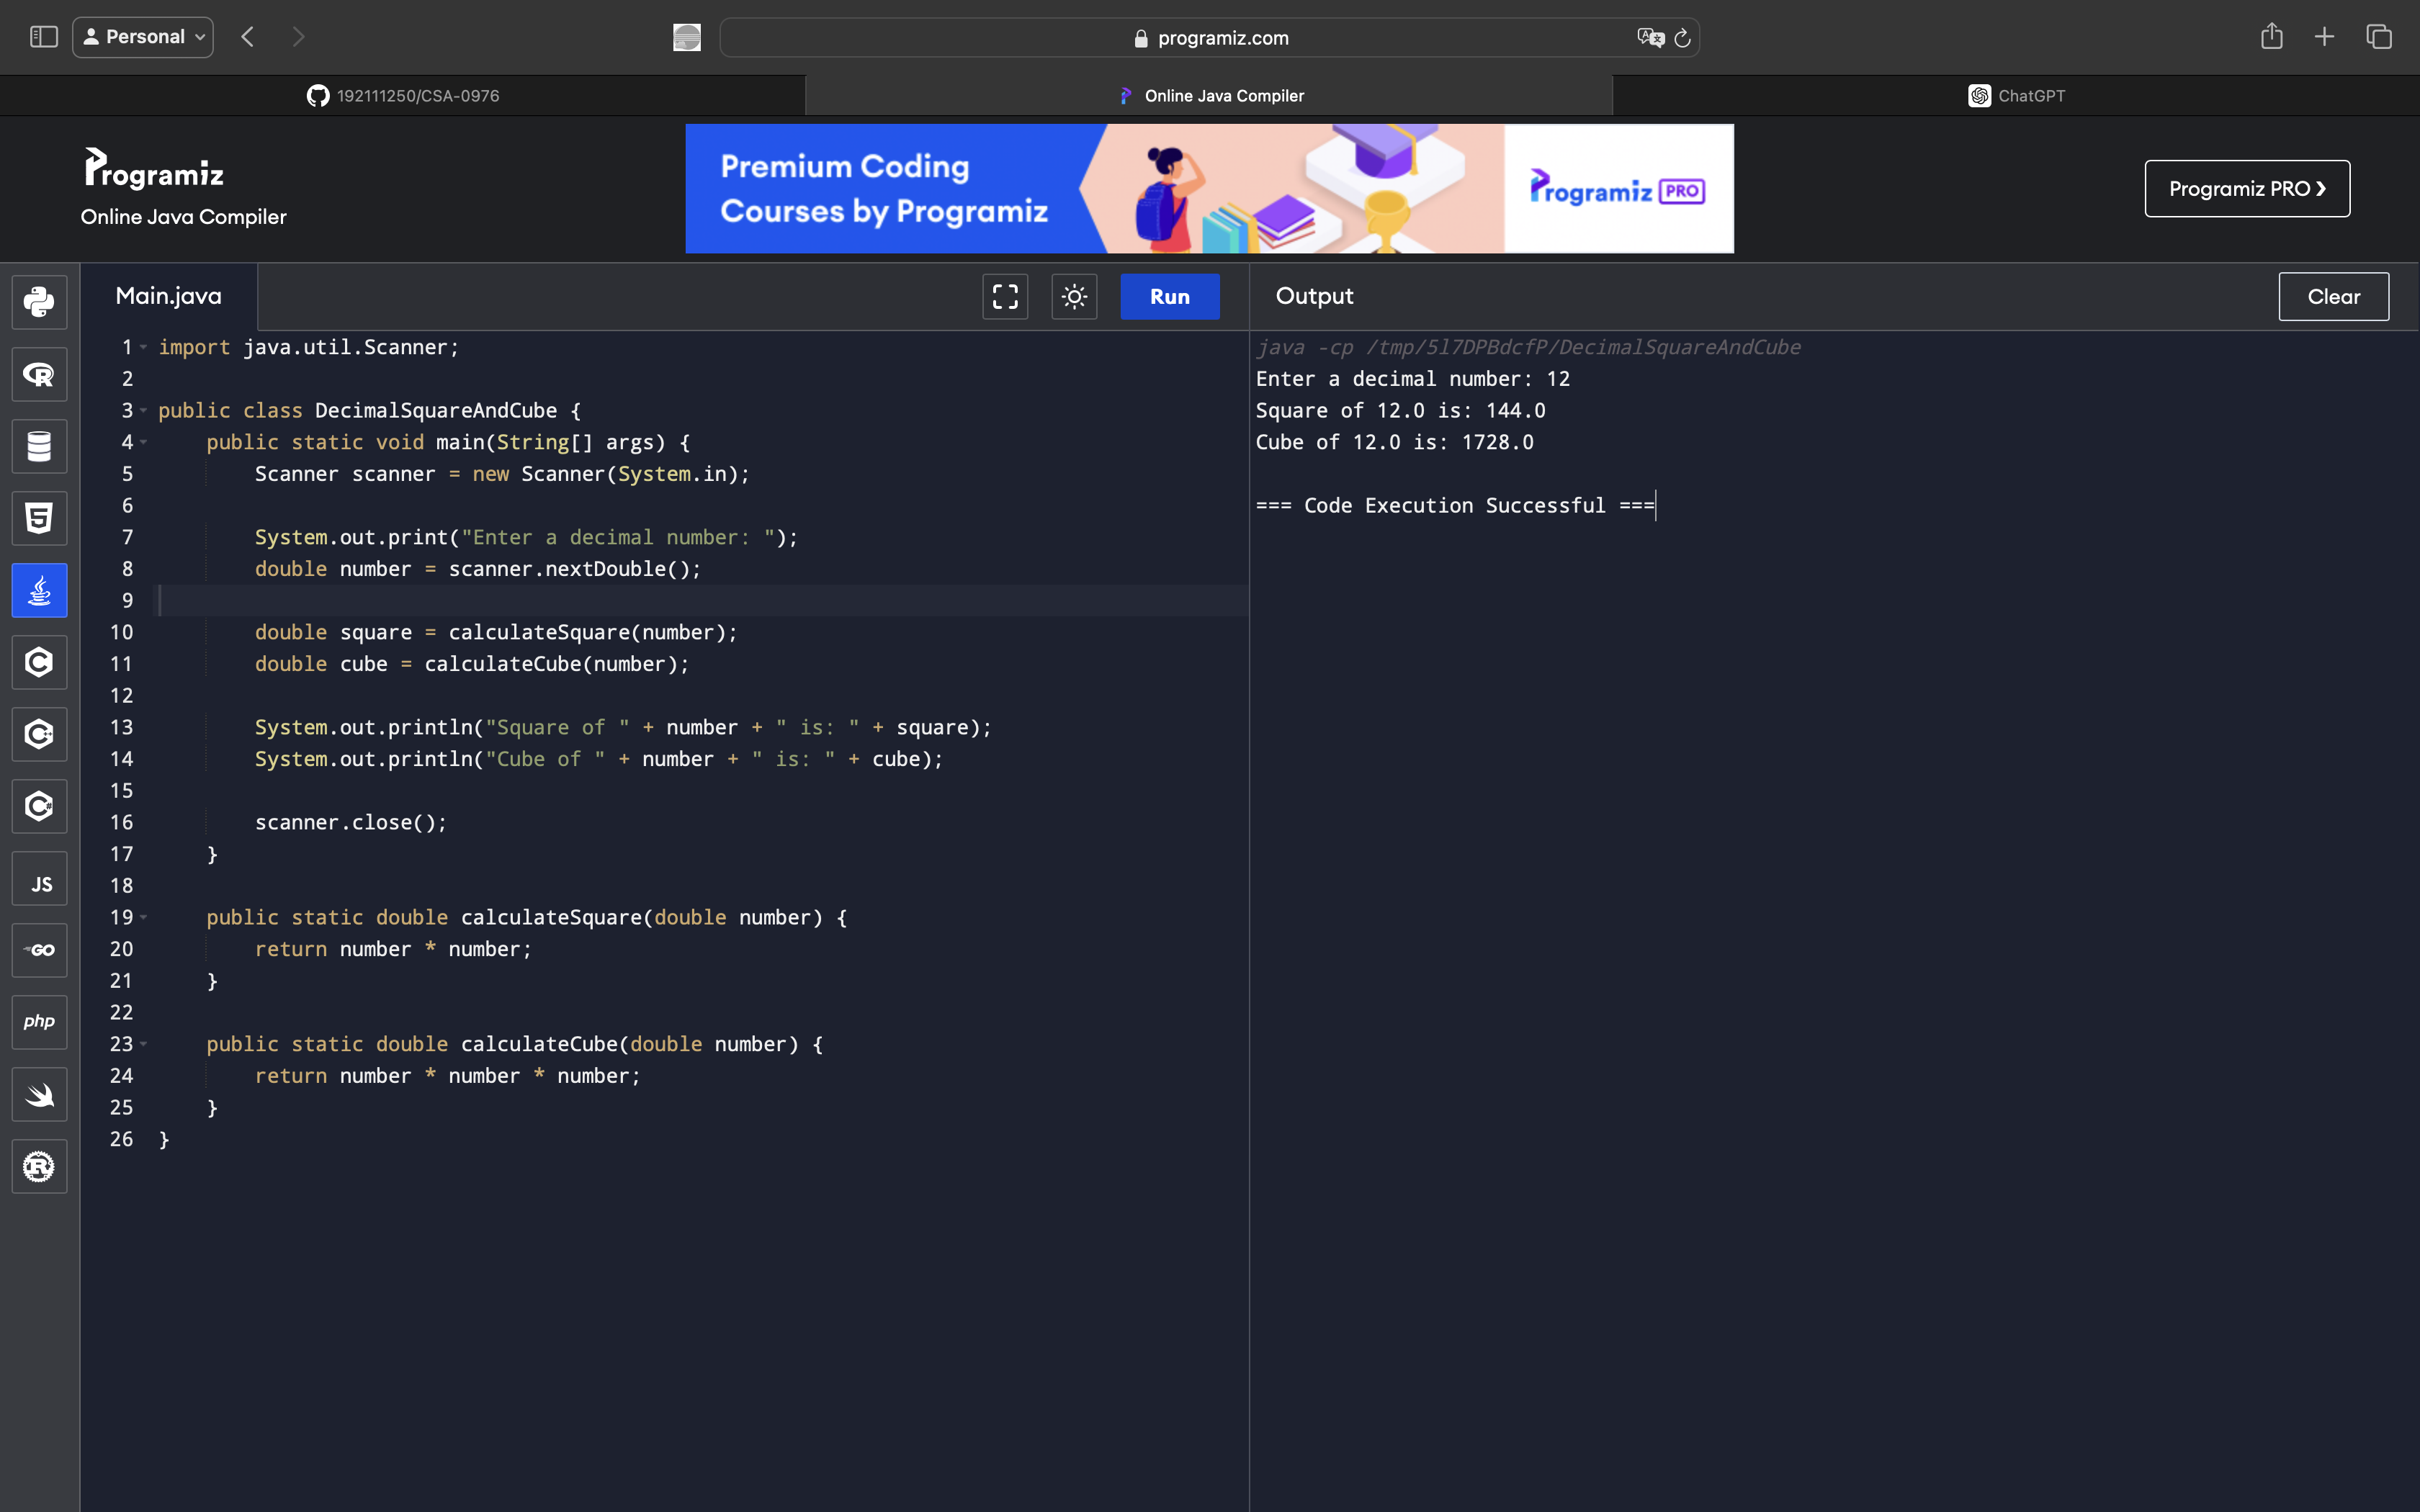 Personal
programiz.com
192111250/CSA-0976
Online Java Compiler
ChatGPT
Programiz
Online Java Compiler
Premium Coding
Courses by Programiz
Programiz PRO
Programiz PRO ❯
Main.java
Run
Output
Clear
1 import java.util.Scanner;
2
3 public class DecimalSquareAndCube {
4     public static void main(String[] args) {
5         Scanner scanner = new Scanner(System.in);
6
7         System.out.print("Enter a decimal number: ");
8         double number = scanner.nextDouble();
9
10         double square = calculateSquare(number);
11         double cube = calculateCube(number);
12
13         System.out.println("Square of " + number + " is: " + square);
14         System.out.println("Cube of " + number + " is: " + cube);
15
16         scanner.close();
17     }
18
19     public static double calculateSquare(double number) {
20         return number * number;
21     }
22
23     public static double calculateCube(double number) {
24         return number * number * number;
25     }
26 }
java -cp /tmp/5l7DPBdcfP/DecimalSquareAndCube
Enter a decimal number: 12
Square of 12.0 is: 144.0
Cube of 12.0 is: 1728.0
=== Code Execution Successful ===
R
5
C
C++
C#
JS
GO
php
R